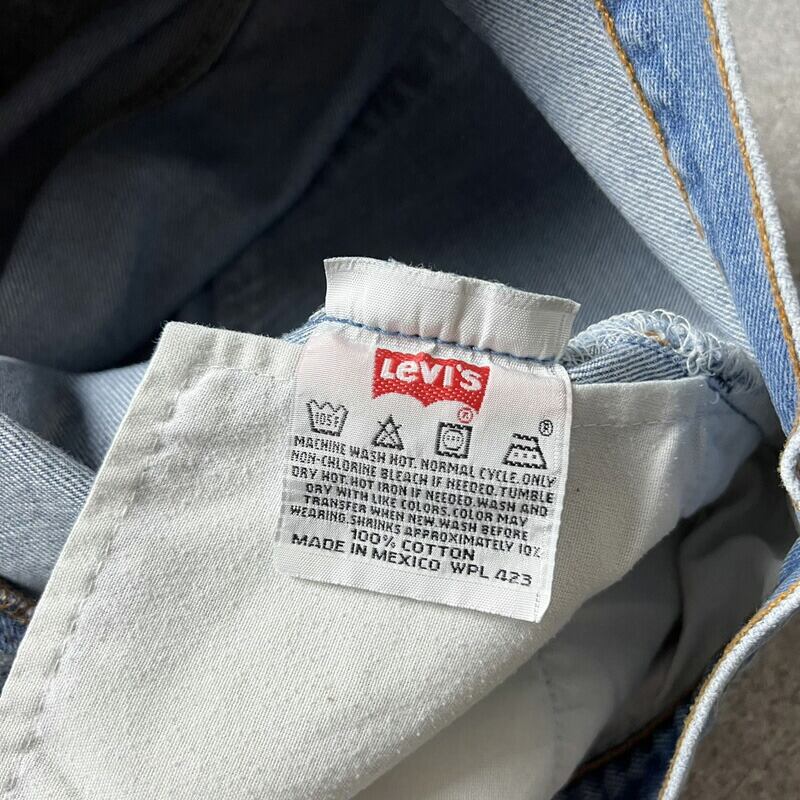 Levi's
®
105F
®
MACHINE WASH HOT. NORMAL CYCLE. ONLY
NON-CHLORINE BLEACH IF NEEDED. TUMBLE
DRY HOT. HOT IRON IF NEEDED. WASH AND
DRY WITH LIKE COLORS. COLOR MAY
TRANSFER WHEN NEW. WASH BEFORE
WEARING. SHRINKS APPROXIMATELY 10%
100% COTTON
MADE IN MEXICO WPL 423